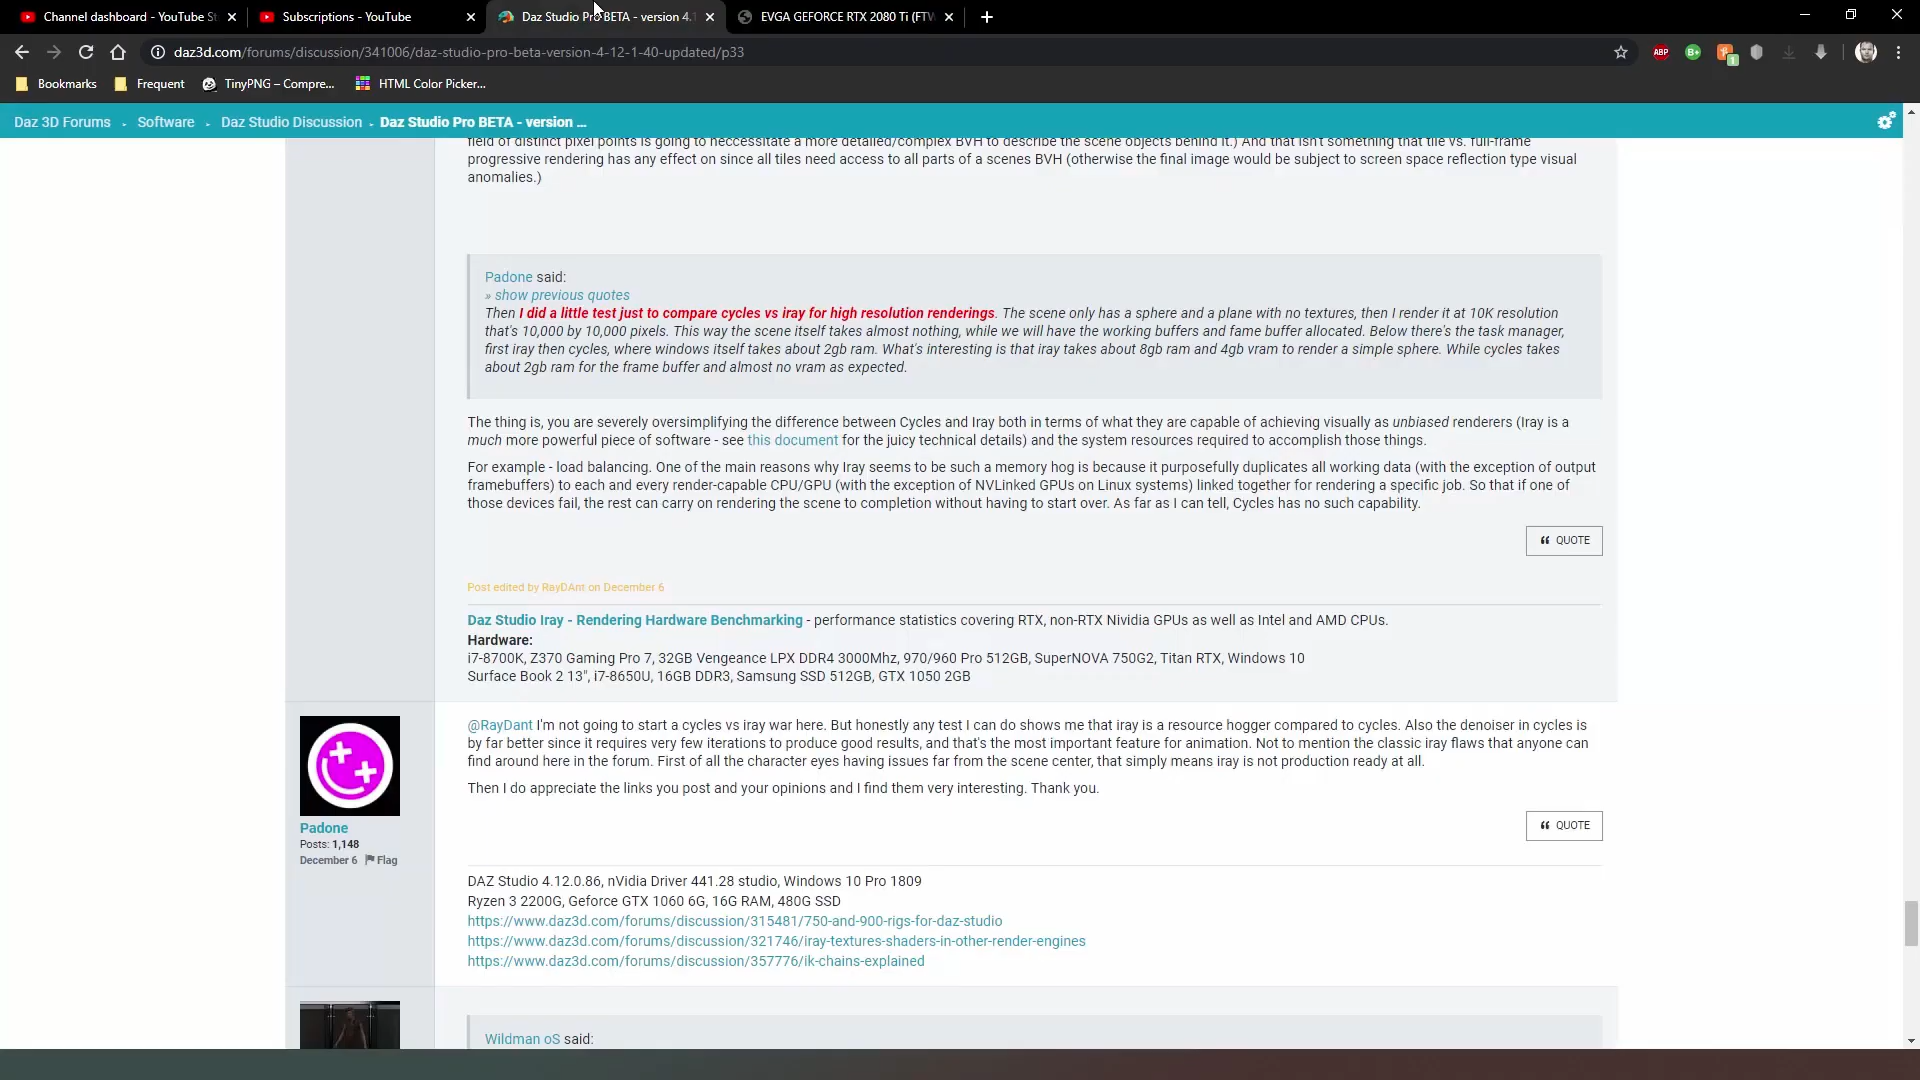 Channel dashboard - YouTube St
Subscriptions - YouTube
Daz Studio Pro BETA - version 4.1
EVGA GEFORCE RTX 2080 Ti (FTW
daz3d.com/forums/discussion/341006/daz-studio-pro-beta-version-4-12-1-40-updated/p33
ABP
B+
1
Bookmarks
Frequent
TinyPNG – Compre...
HTML Color Picker...
Daz 3D Forums
Software
Daz Studio Discussion
Daz Studio Pro BETA - version ...
field of distinct pixel points is going to neccessitate a more detailed/complex BVH to describe the scene objects behind it.) And that isn't something that tile vs. full-frame
progressive rendering has any effect on since all tiles need access to all parts of a scenes BVH (otherwise the final image would be subject to screen space reflection type visual
anomalies.)
Padone said:
» show previous quotes
Then I did a little test just to compare cycles vs iray for high resolution renderings. The scene only has a sphere and a plane with no textures, then I render it at 10K resolution
that's 10,000 by 10,000 pixels. This way the scene itself takes almost nothing, while we will have the working buffers and fame buffer allocated. Below there's the task manager,
first iray then cycles, where windows itself takes about 2gb ram. What's interesting is that iray takes about 8gb ram and 4gb vram to render a simple sphere. While cycles takes
about 2gb ram for the frame buffer and almost no vram as expected.
The thing is, you are severely oversimplifying the difference between Cycles and Iray both in terms of what they are capable of achieving visually as unbiased renderers (Iray is a
much more powerful piece of software - see this document for the juicy technical details) and the system resources required to accomplish those things.
For example - load balancing. One of the main reasons why Iray seems to be such a memory hog is because it purposefully duplicates all working data (with the exception of output
framebuffers) to each and every render-capable CPU/GPU (with the exception of NVLinked GPUs on Linux systems) linked together for rendering a specific job. So that if one of
those devices fail, the rest can carry on rendering the scene to completion without having to start over. As far as I can tell, Cycles has no such capability.
QUOTE
Post edited by RayDAnt on December 6
Daz Studio Iray - Rendering Hardware Benchmarking - performance statistics covering RTX, non-RTX Nividia GPUs as well as Intel and AMD CPUs.
Hardware:
i7-8700K, Z370 Gaming Pro 7, 32GB Vengeance LPX DDR4 3000Mhz, 970/960 Pro 512GB, SuperNOVA 750G2, Titan RTX, Windows 10
Surface Book 2 13", i7-8650U, 16GB DDR3, Samsung SSD 512GB, GTX 1050 2GB
Padone
Posts: 1,148
December 6 Flag
@RayDant I'm not going to start a cycles vs iray war here. But honestly any test I can do shows me that iray is a resource hogger compared to cycles. Also the denoiser in cycles is
by far better since it requires very few iterations to produce good results, and that's the most important feature for animation. Not to mention the classic iray flaws that anyone can
find around here in the forum. First of all the character eyes having issues far from the scene center, that simply means iray is not production ready at all.
Then I do appreciate the links you post and your opinions and I find them very interesting. Thank you.
QUOTE
DAZ Studio 4.12.0.86, nVidia Driver 441.28 studio, Windows 10 Pro 1809
Ryzen 3 2200G, Geforce GTX 1060 6G, 16G RAM, 480G SSD
https://www.daz3d.com/forums/discussion/315481/750-and-900-rigs-for-daz-studio
https://www.daz3d.com/forums/discussion/321746/iray-textures-shaders-in-other-render-engines
https://www.daz3d.com/forums/discussion/357776/ik-chains-explained
Wildman oS said: